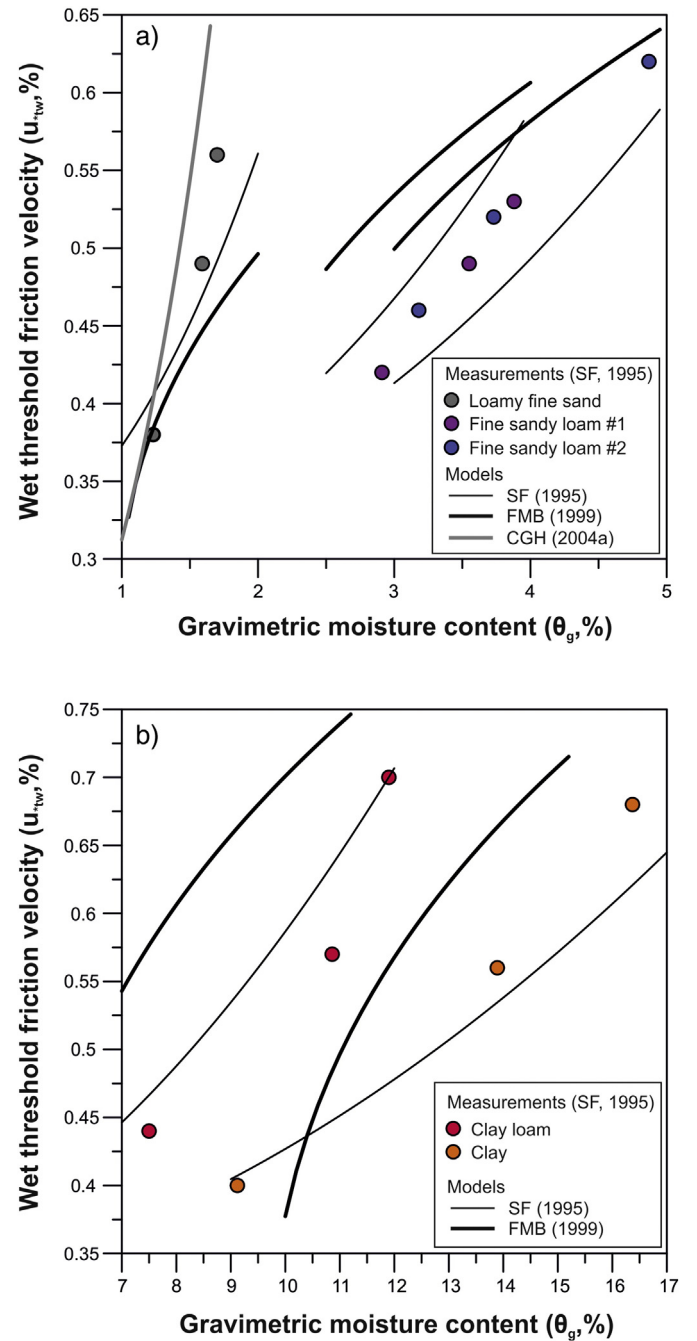 a)
Wet threshold friction velocity (u*tw,%)
0.65
0.6
0.55
0.5
0.45
0.4
0.35
0.3
Measurements (SF, 1995)
Loamy fine sand
Fine sandy loam #1
Fine sandy loam #2
Models
SF (1995)
FMB (1999)
CGH (2004a)
1 2 3 4 5
Gravimetric moisture content (θg,%)
b)
Wet threshold friction velocity (u*tw,%)
0.75
0.7
0.65
0.6
0.55
0.5
0.45
0.4
0.35
Measurements (SF, 1995)
Clay loam
Clay
Models
SF (1995)
FMB (1999)
7 8 9 10 11 12 13 14 15 16 17
Gravimetric moisture content (θg,%)